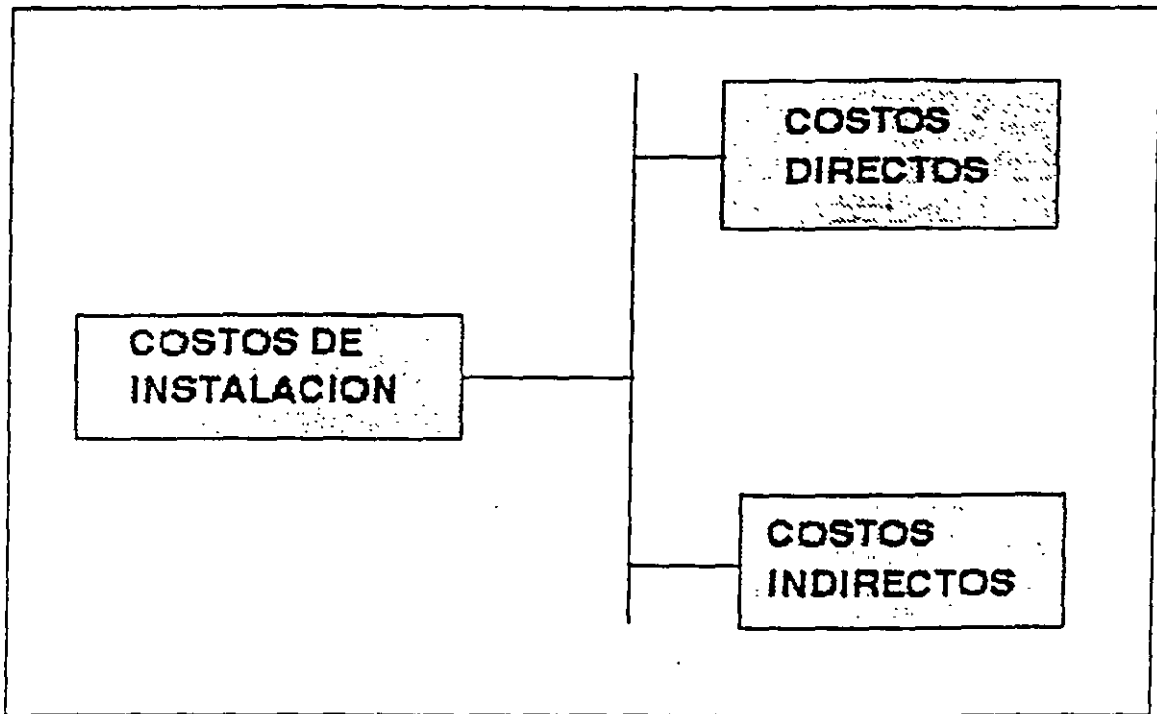 COSTOS
DIRECTOS
COSTOS DE
INSTALACION
COSTOS
INDIRECTOS